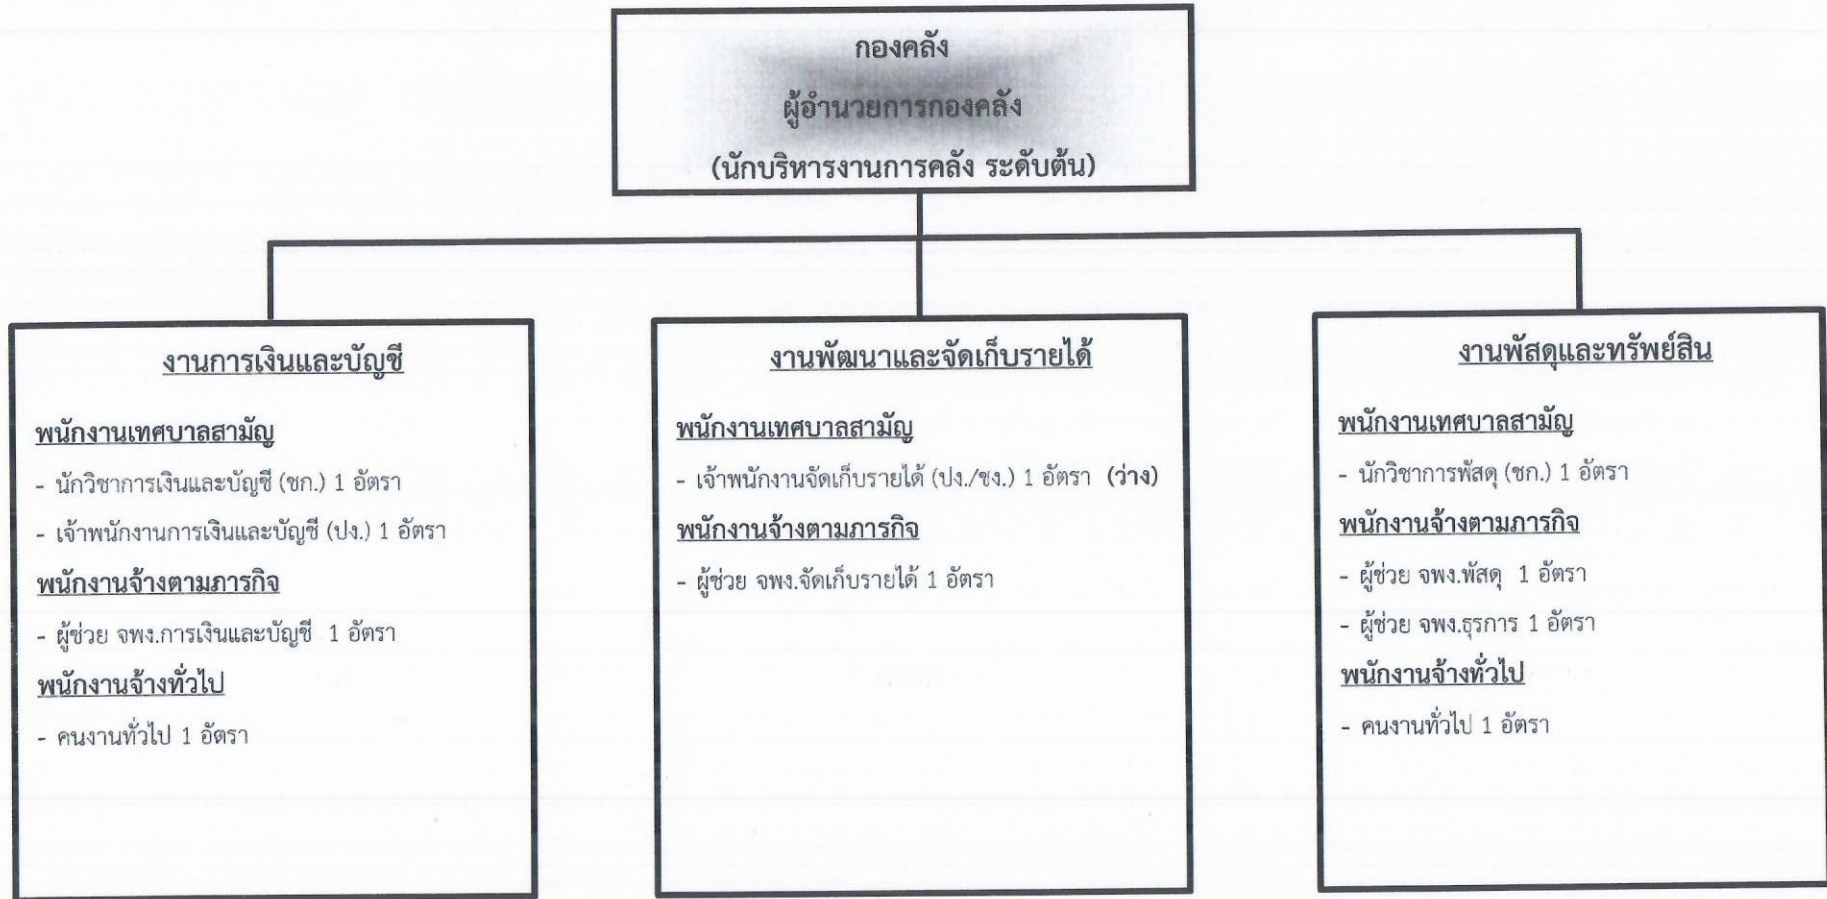 กองคลัง
ผู้อำนวยการกองคลัง
(นักบริหารงานการคลัง ระดับต้น)
งานการเงินและบัญชี
พนักงานเทศบาลสามัญ
- นักวิชาการเงินและบัญชี (ชก.) 1 อัตรา
- เจ้าพนักงานการเงินและบัญชี (ปง.) 1 อัตรา
พนักงานจ้างตามภารกิจ
- ผู้ช่วย จพง.การเงินและบัญชี 1 อัตรา
พนักงานจ้างทั่วไป
- คนงานทั่วไป 1 อัตรา
งานพัฒนาและจัดเก็บรายได้
พนักงานเทศบาลสามัญ
- เจ้าพนักงานจัดเก็บรายได้ (ปง./ชง.) 1 อัตรา (ว่าง)
พนักงานจ้างตามภารกิจ
- ผู้ช่วย จพง.จัดเก็บรายได้ 1 อัตรา
งานพัสดุและทรัพย์สิน
พนักงานเทศบาลสามัญ
- นักวิชาการพัสดุ (ชก.) 1 อัตรา
พนักงานจ้างตามภารกิจ
- ผู้ช่วย จพง.พัสดุ 1 อัตรา
- ผู้ช่วย จพง.ธุรการ 1 อัตรา
พนักงานจ้างทั่วไป
- คนงานทั่วไป 1 อัตรา